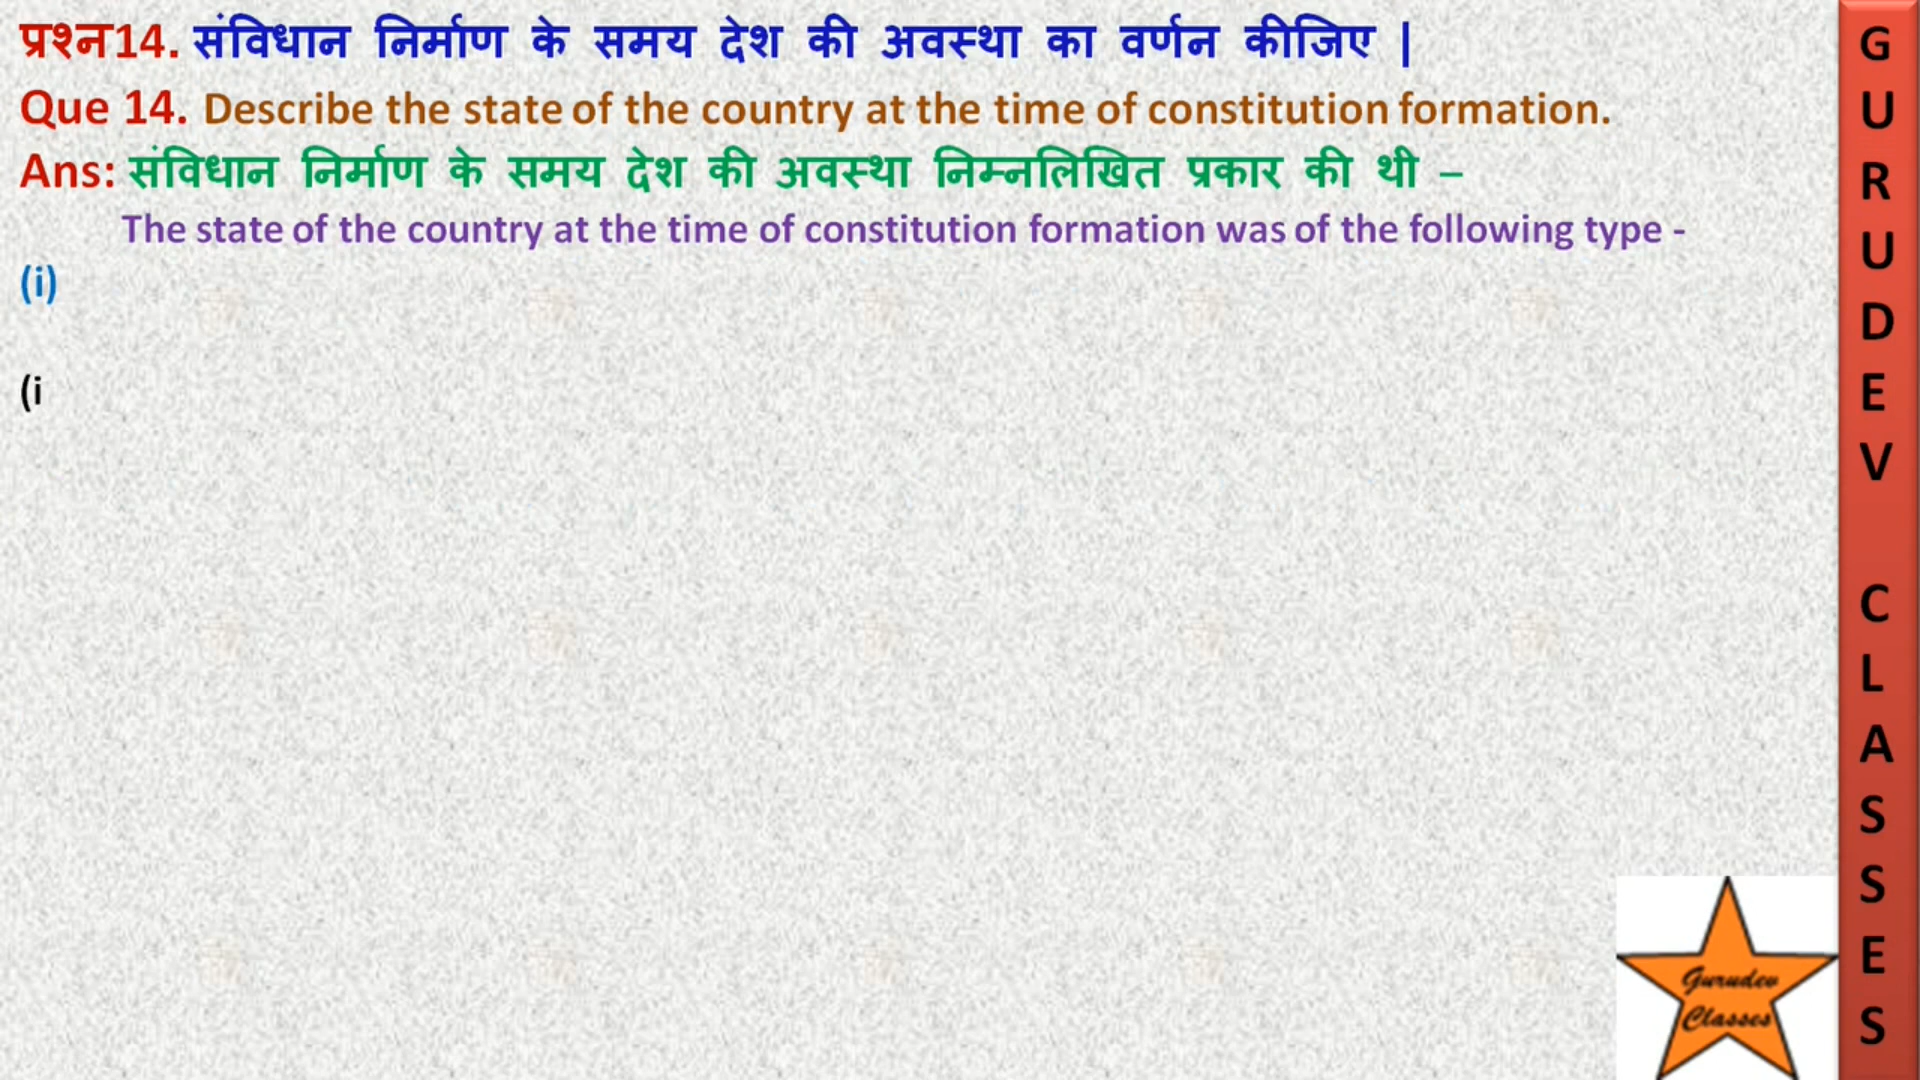 प्रश्न14. संविधान निर्माण के समय देश की अवस्था का वर्णन कीजिए |
Que 14. Describe the state of the country at the time of constitution formation.
Ans: संविधान निर्माण के समय देश की अवस्था निम्नलिखित प्रकार की थी –
The state of the country at the time of constitution formation was of the following type -
(i)
(i
GURUDEV CLASSES
Gurudev
Classes